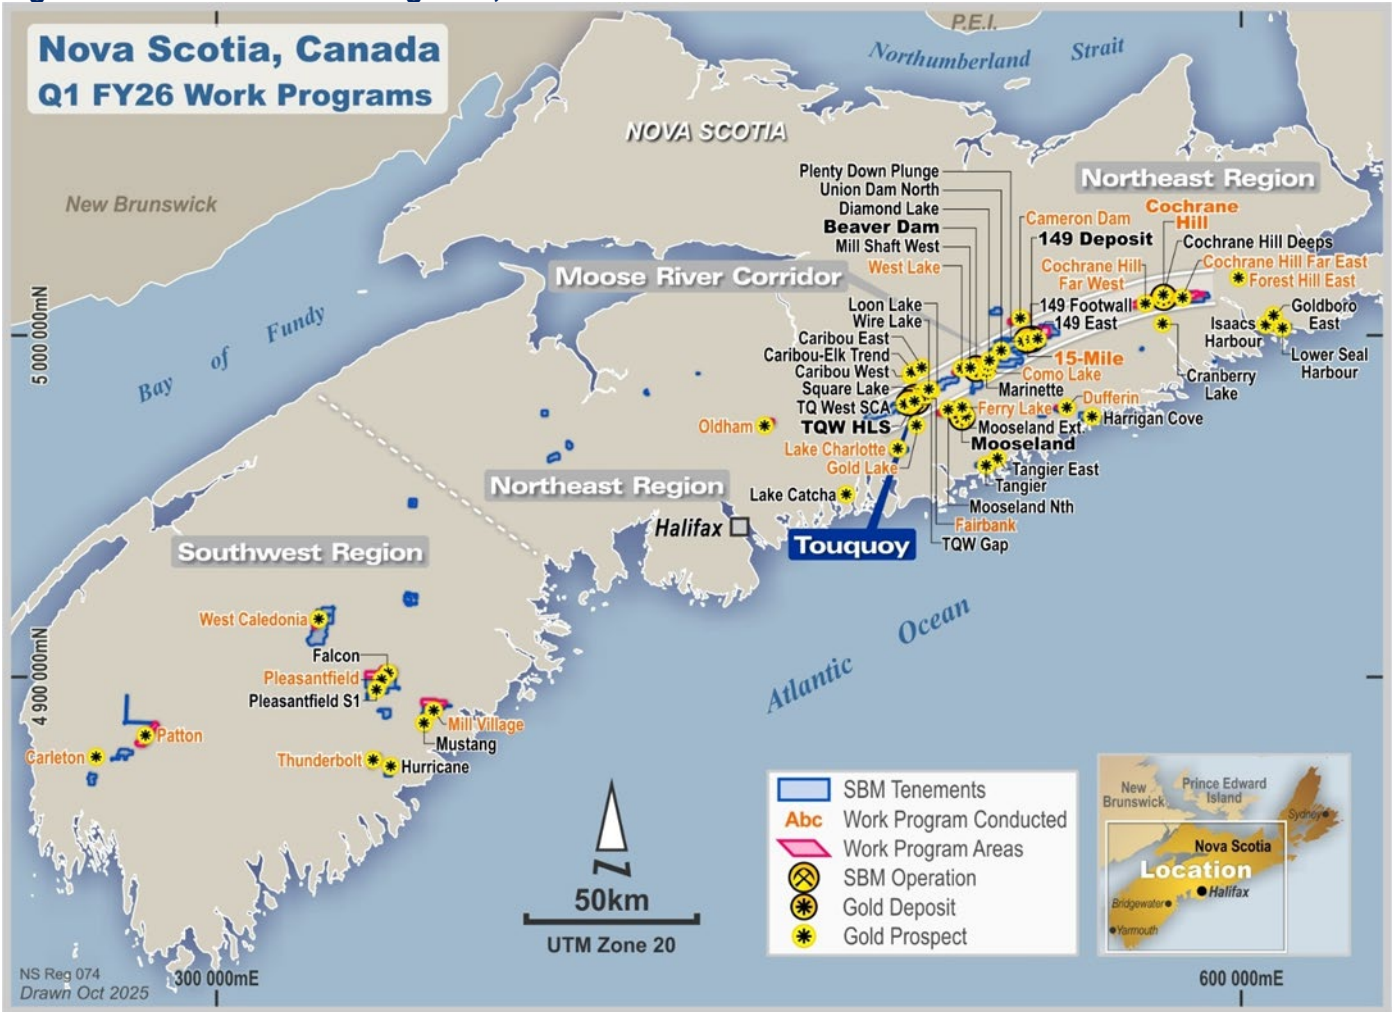 Nova Scotia, Canada
Q1 FY26 Work Programs
P.E.I.
Northumberland Strait
NOVA SCOTIA
New Brunswick
Bay of Fundy
Northeast Region
Plenty Down Plunge
Union Dam North
Diamond Lake
Beaver Dam
Mill Shaft West
West Lake
Moose River Corridor
Cameron Dam
149 Deposit
Cochrane
Hill
Cochrane Hill Deeps
Cochrane Hill
Far West
Cochrane Hill Far East
Forest Hill East
Loon Lake
Wire Lake
Caribou East
Caribou-Elk Trend
Caribou West
Square Lake
TQ West SCA
TQW HLS
149 Footwall
149 East
Isaacs
Harbour
Goldboro
East
Lower Seal
Harbour
15-Mile
Como Lake
Marinette
Cranberry
Lake
Ferry Lake
Dufferin
Harrigan Cove
Mooseland Ext.
Mooseland
Oldham
Lake Charlotte
Gold Lake
Tangier East
Tangier
Lake Catcha
Mooseland Nth
Fairbank
TQW Gap
Northeast Region
Halifax
Touquoy
Southwest Region
West Caledonia
Falcon
Pleasantfield
Pleasantfield S1
Mill Village
Mustang
Patton
Carleton
Thunderbolt
Hurricane
Atlantic Ocean
5 000 000mN
4 900 000mN
N
50km
UTM Zone 20
SBM Tenements
Abc Work Program Conducted
Work Program Areas
SBM Operation
Gold Deposit
Gold Prospect
New
Brunswick
Prince Edward
Island
Sydney
Nova Scotia
Location
Halifax
Bridgewater
Yarmouth
NS Reg 074
Drawn Oct 2025
300 000mE
600 000mE